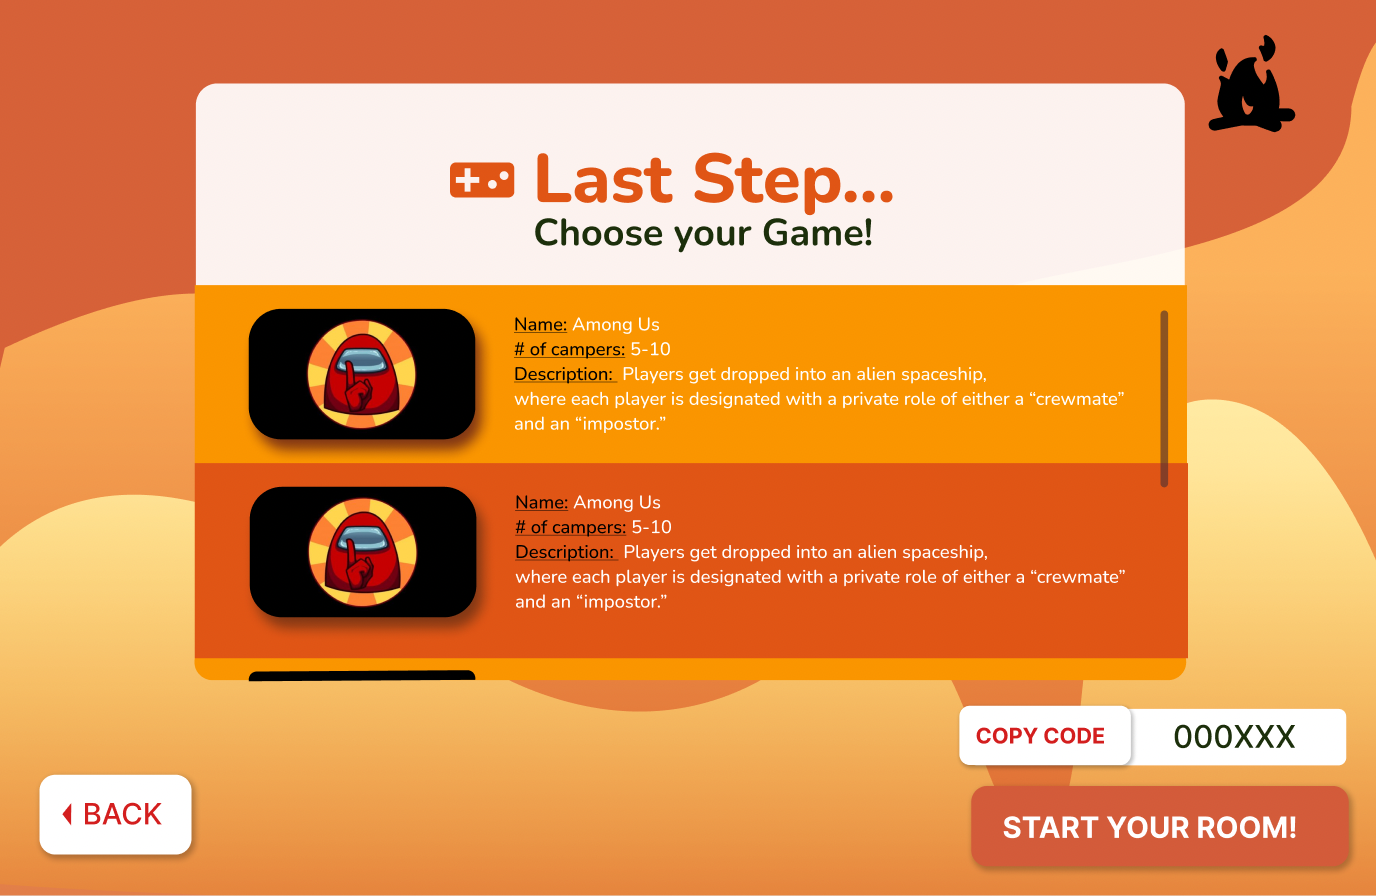 Last Step...
Choose your Game!
Name: Among Us
# of campers: 5-10
Description:  Players get dropped into an alien spaceship,
where each player is designated with a private role of either a “crewmate”
and an “impostor.”
Name: Among Us
# of campers: 5-10
Description:  Players get dropped into an alien spaceship,
where each player is designated with a private role of either a “crewmate”
and an “impostor.”
COPY CODE
000XXX
BACK
START YOUR ROOM!